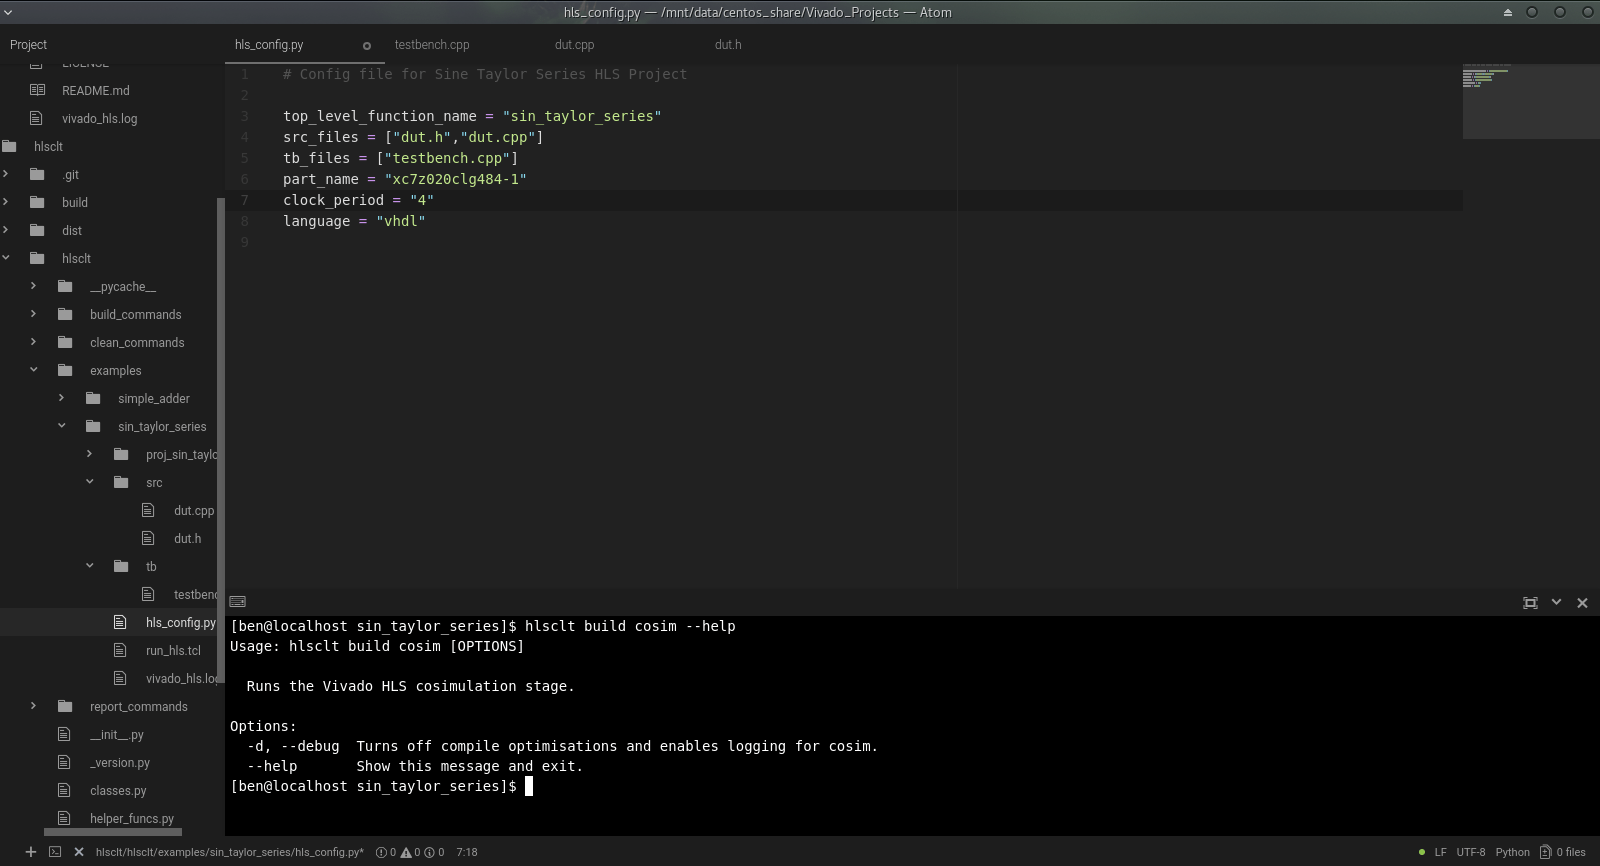 hls_config.py — /mnt/data/centos_share/Vivado_Projects — Atom
Project
hls_config.py
testbench.cpp
dut.cpp
dut.h
LICENSE
README.md
vivado_hls.log
hlsclt
.git
build
dist
hlsclt
__pycache__
build_commands
clean_commands
examples
simple_adder
sin_taylor_series
proj_sin_taylo
src
dut.cpp
dut.h
tb
testbenc
hls_config.py
run_hls.tcl
vivado_hls.log
report_commands
__init__.py
_version.py
classes.py
helper_funcs.py
1 # Config file for Sine Taylor Series HLS Project
2
3 top_level_function_name = "sin_taylor_series"
4 src_files = ["dut.h","dut.cpp"]
5 tb_files = ["testbench.cpp"]
6 part_name = "xc7z020clg484-1"
7 clock_period = "4"
8 language = "vhdl"
9
[ben@localhost sin_taylor_series]$ hlsclt build cosim --help
Usage: hlsclt build cosim [OPTIONS]
Runs the Vivado HLS cosimulation stage.
Options:
-d, --debug  Turns off compile optimisations and enables logging for cosim.
--help       Show this message and exit.
[ben@localhost sin_taylor_series]$
hlsclt/hlsclt/examples/sin_taylor_series/hls_config.py* 0 0 0 7:18 LF UTF-8 Python 0 files